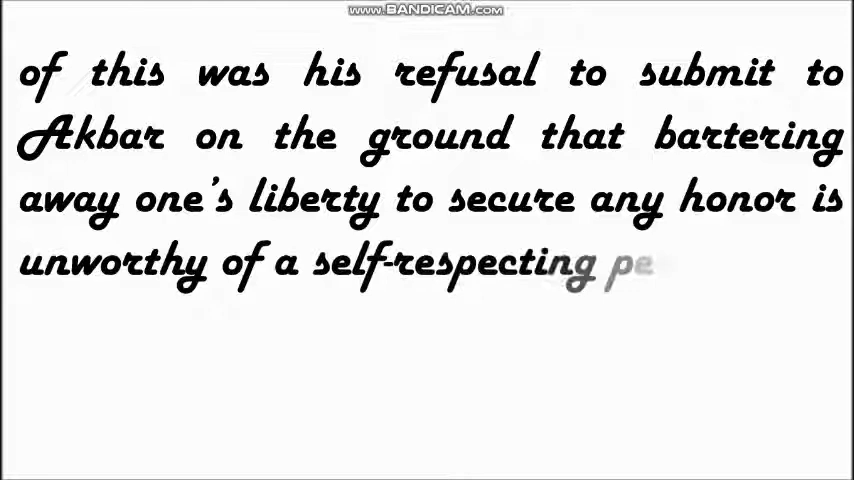 www.BANDICAM.com
of this was his refusal to submit to
Akbar on the ground that bartering
away one's liberty to secure any honor is
unworthy of a self-respecting